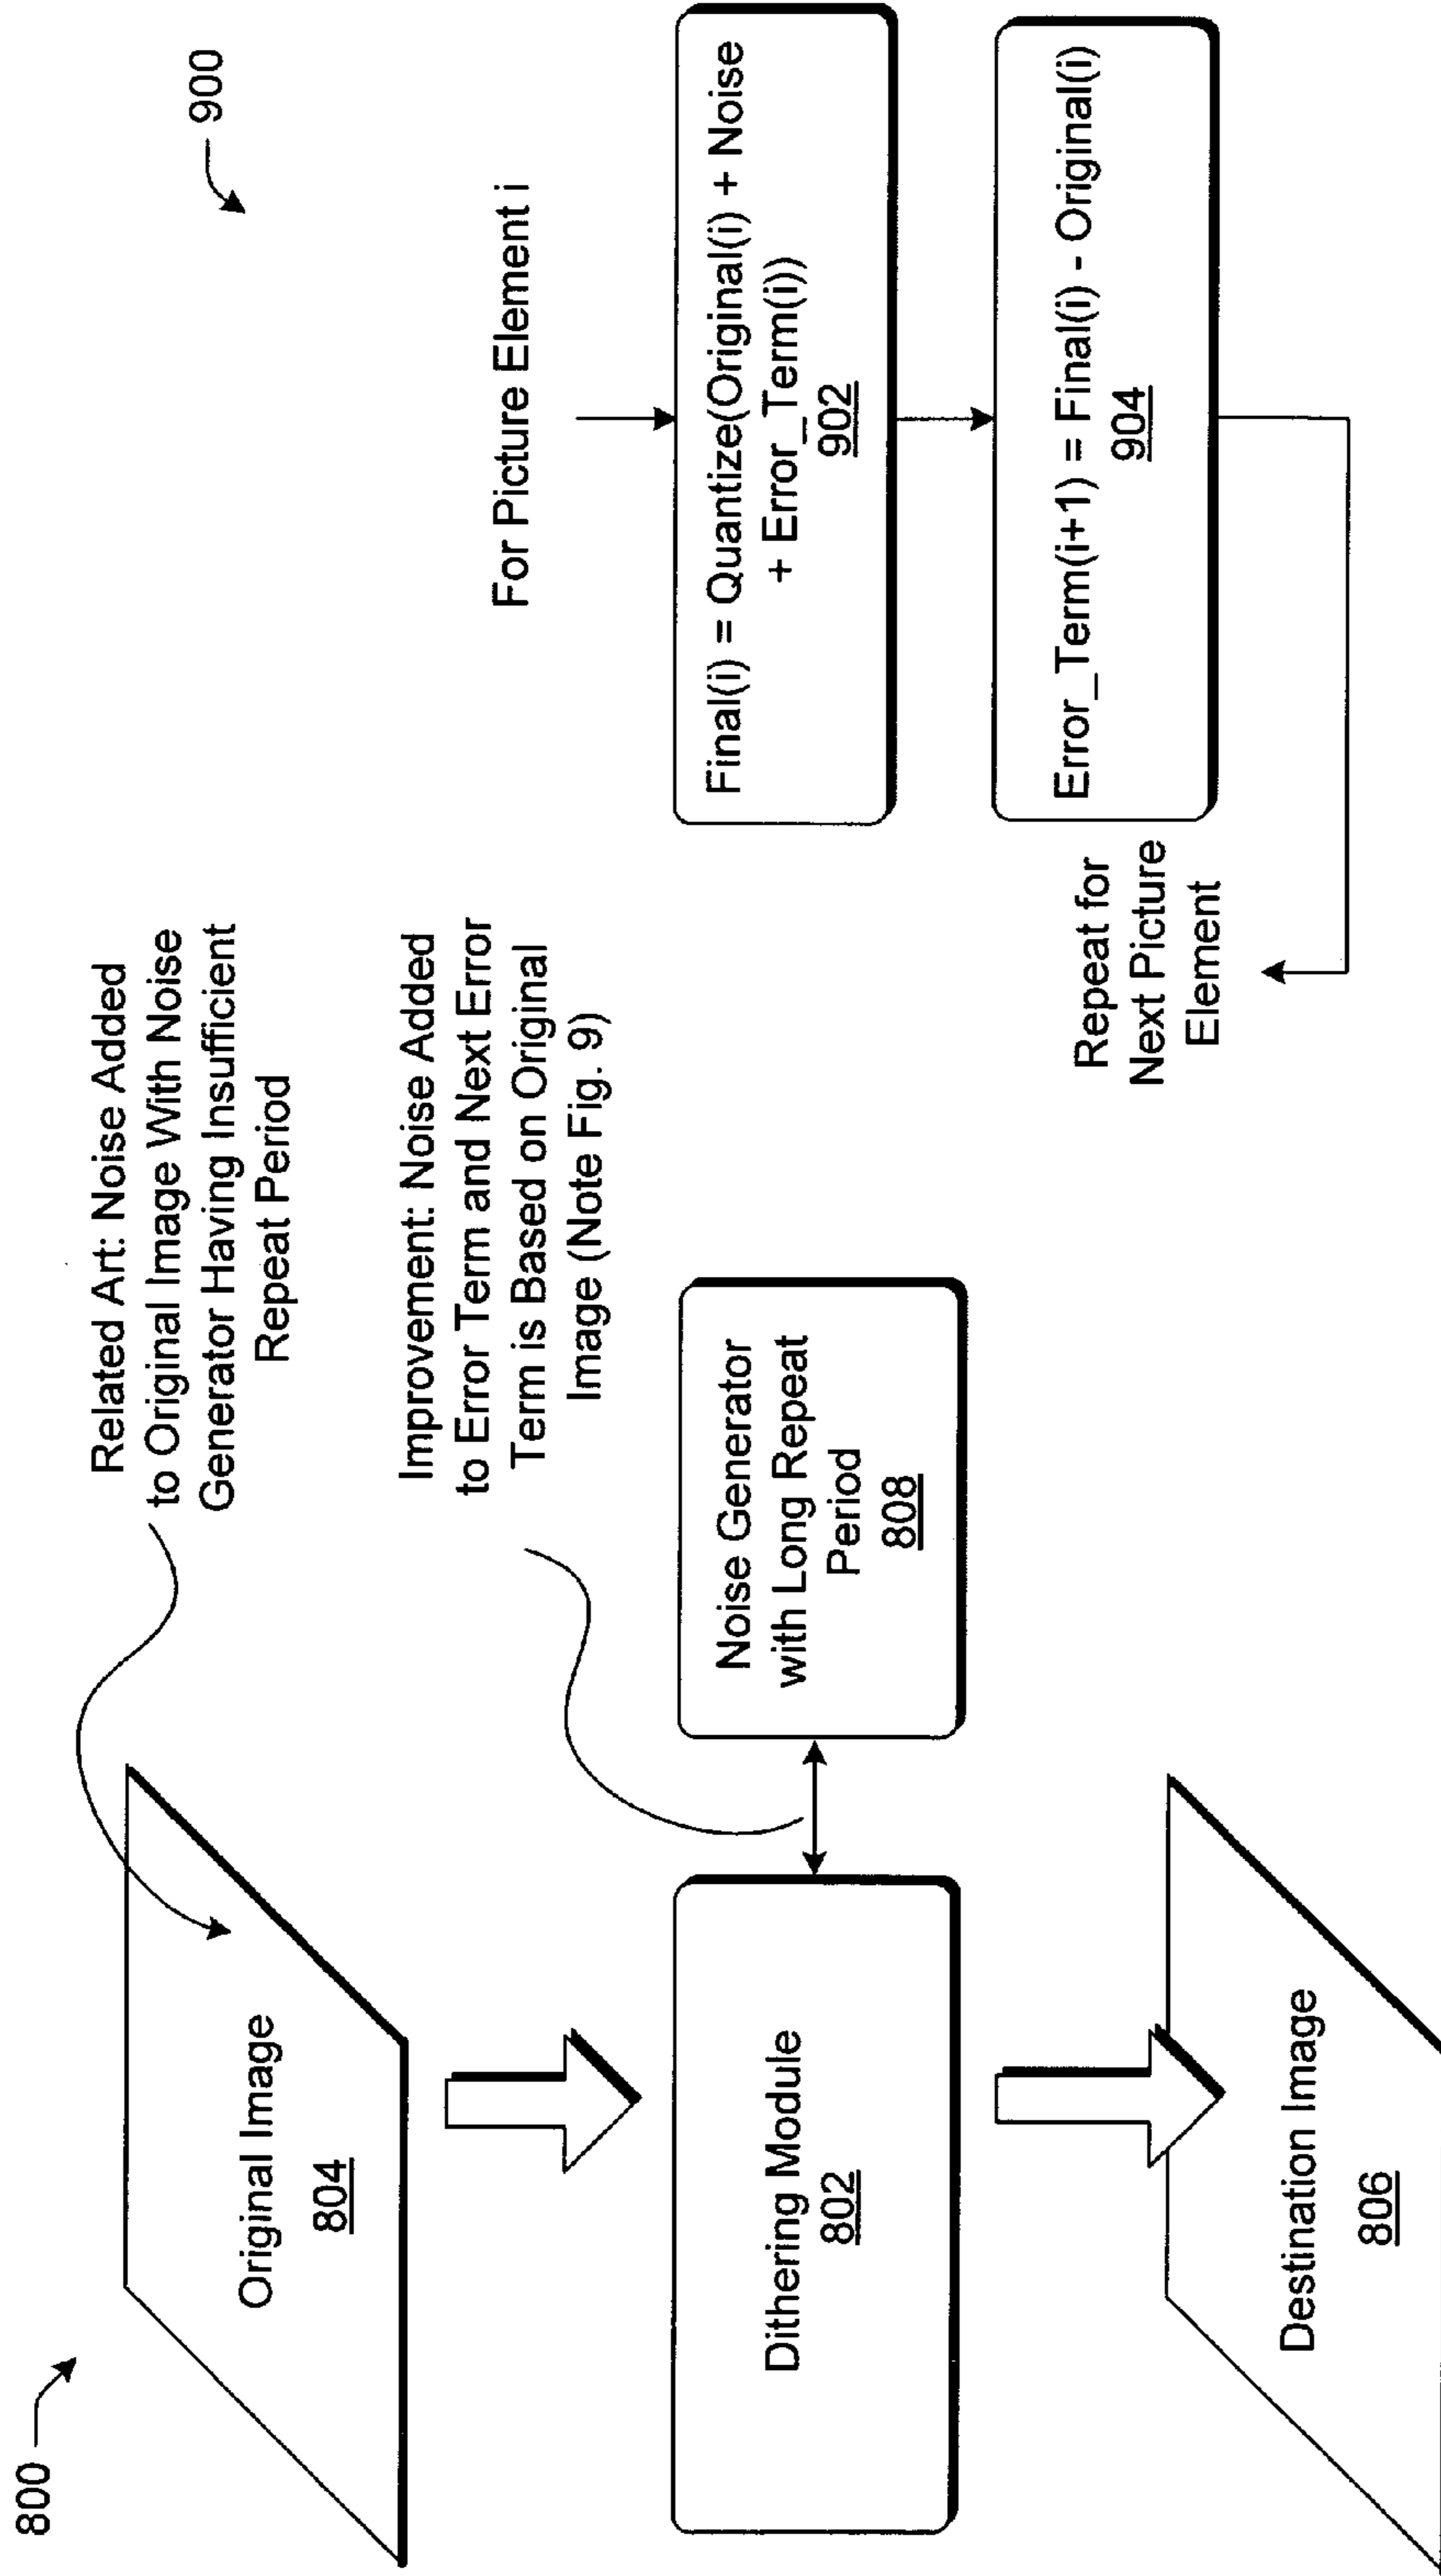 800
Related Art: Noise Added
to Original Image With Noise
Generator Having Insufficient
Repeat Period
Original Image
804
Improvement: Noise Added
to Error Term and Next Error
Term is Based on Original
Image (Note Fig. 9)
Dithering Module
802
Noise Generator
with Long Repeat
Period
808
Destination Image
806
900
For Picture Element i
Final(i) = Quantize(Original(i) + Noise
+ Error_Term(i))
902
Error_Term(i+1) = Final(i) - Original(i)
904
Repeat for
Next Picture
Element